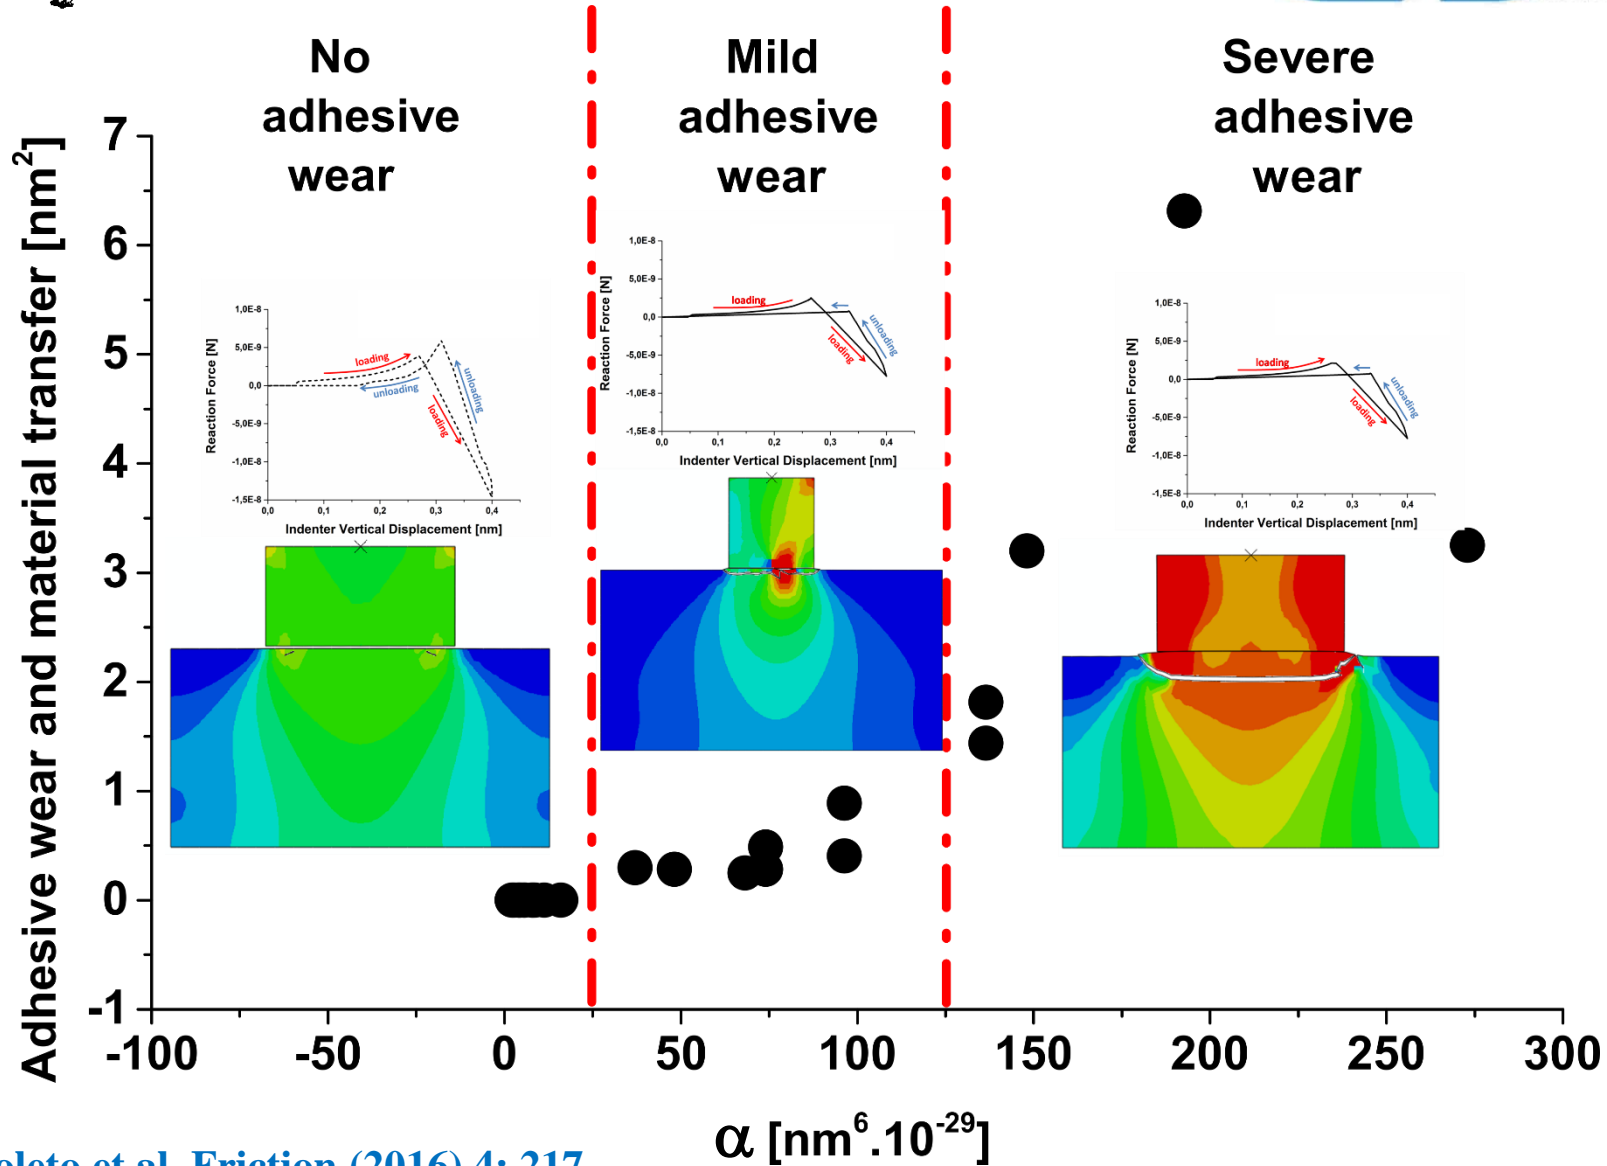 No
adhesive
wear
Mild
adhesive
wear
Severe
adhesive
wear
Adhesive wear and material transfer [nm²]
7
6
5
4
3
2
1
0
-1
-100 -50 0 50 100 150 200 250 300
α [nm⁶.10⁻²⁹]
Reaction Force [N]
1,0E-8
5,0E-9
0,0
-5,0E-9
-1,0E-8
-1,5E-8
0,0 0,1 0,2 0,3 0,4
Indenter Vertical Displacement [nm]
loading
unloading
loading
unloading
Reaction Force [N]
1,0E-8
5,0E-9
0,0
-5,0E-9
-1,0E-8
-1,5E-8
0,0 0,1 0,2 0,3 0,4
Indenter Vertical Displacement [nm]
loading
loading
unloading
Reaction Force [N]
1,0E-8
5,0E-9
0,0
-5,0E-9
-1,0E-8
-1,5E-8
0,0 0,1 0,2 0,3 0,4
Indenter Vertical Displacement [nm]
loading
loading
unloading
et al. Friction (2016) 4: 217